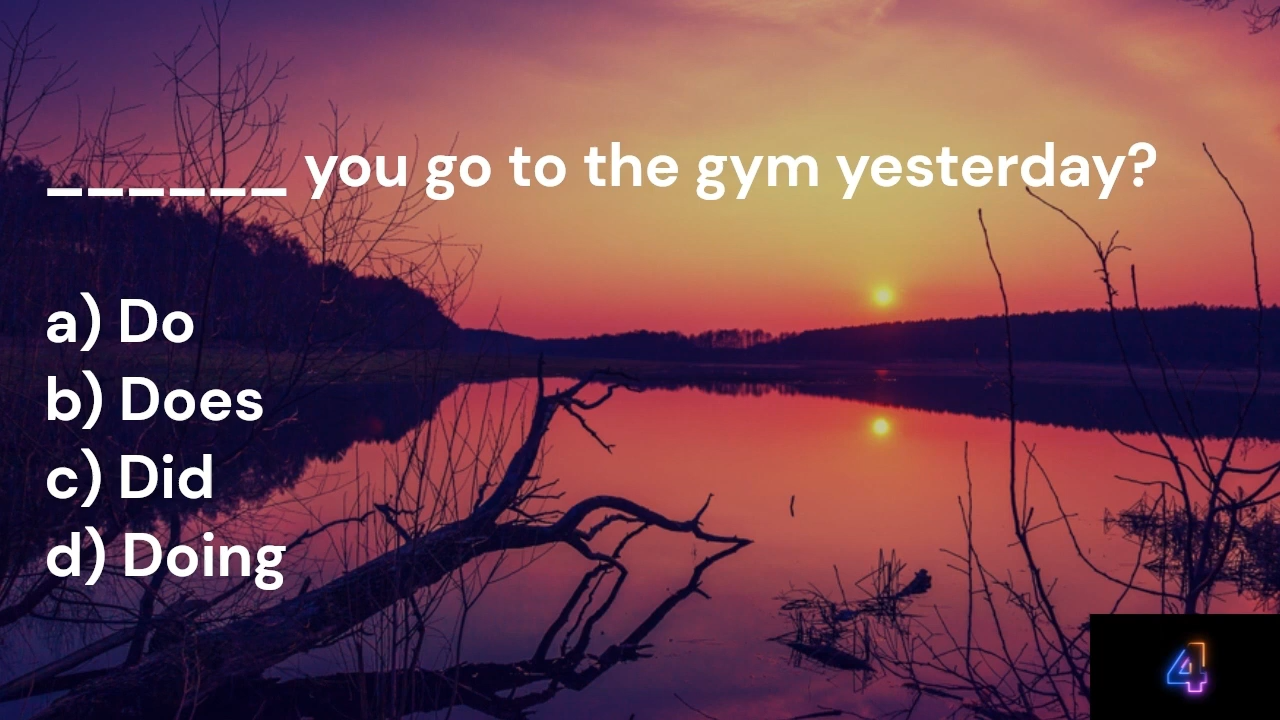 ______ you go to the gym yesterday?
a) Do
b) Does
c) Did
d) Doing
4